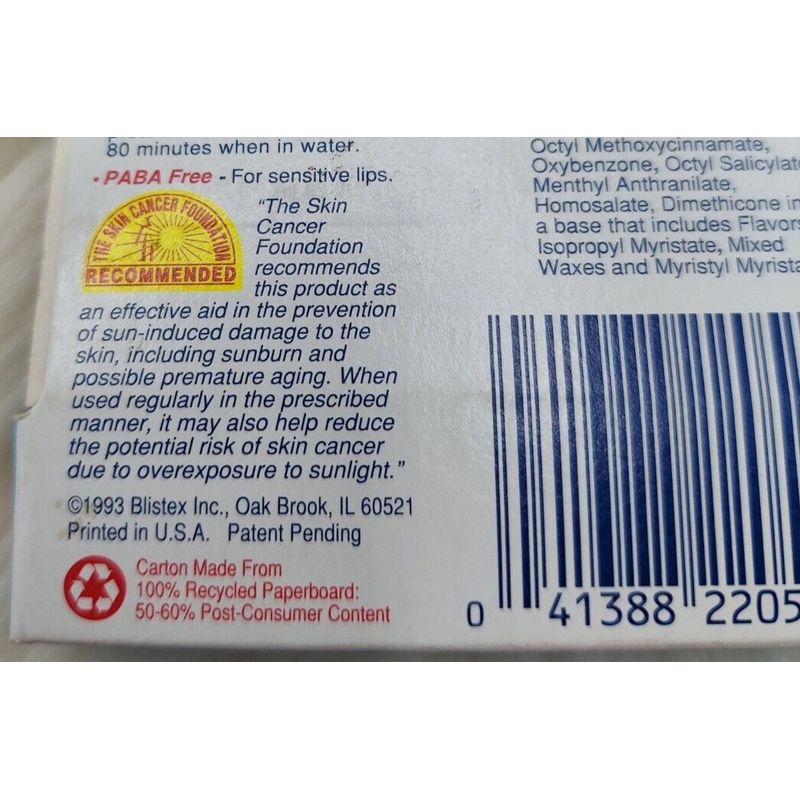 80 minutes when in water.
• PABA Free - For sensitive lips.
THE SKIN CANCER FOUNDATION
RECOMMENDED
"The Skin
Cancer
Foundation
recommends
this product as
an effective aid in the prevention
of sun-induced damage to the
skin, including sunburn and
possible premature aging. When
used regularly in the prescribed
manner, it may also help reduce
the potential risk of skin cancer
due to overexposure to sunlight."
©1993 Blistex Inc., Oak Brook, IL 60521
Printed in U.S.A. Patent Pending
Carton Made From
100% Recycled Paperboard:
50-60% Post-Consumer Content
Octyl Methoxycinnamate,
Oxybenzone, Octyl Salicylate
Menthyl Anthranilate,
Homosalate, Dimethicone in
a base that includes Flavors
Isopropyl Myristate, Mixed
Waxes and Myristyl Myrista
0 41388 2205